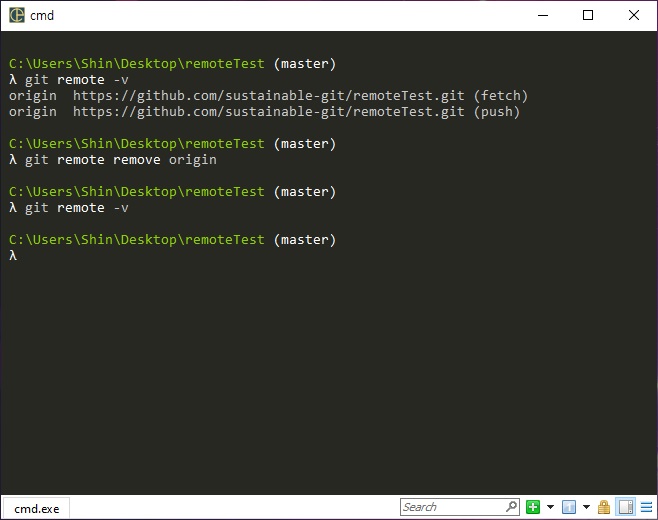 cmd
C:\Users\Shin\Desktop\remoteTest (master)
λ git remote -v
origin  https://github.com/sustainable-git/remoteTest.git (fetch)
origin  https://github.com/sustainable-git/remoteTest.git (push)
C:\Users\Shin\Desktop\remoteTest (master)
λ git remote remove origin
C:\Users\Shin\Desktop\remoteTest (master)
λ git remote -v
C:\Users\Shin\Desktop\remoteTest (master)
λ
cmd.exe
Search